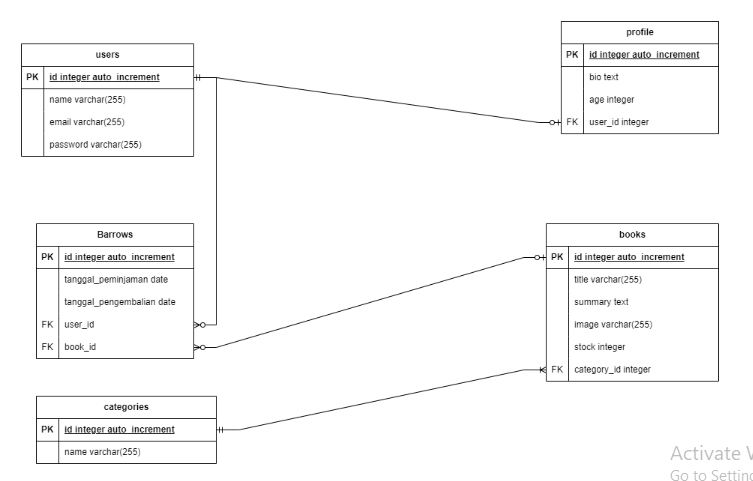 users
PK id integer auto_increment
name varchar(255)
email varchar(255)
password varchar(255)
profile
PK id integer auto_increment
bio text
age integer
FK user_id integer
Barrows
PK id integer auto_increment
tanggal_peminjaman date
tanggal_pengembalian date
FK user_id
FK book_id
books
PK id integer auto_increment
title varchar(255)
summary text
image varchar(255)
stock integer
FK category_id integer
categories
PK id integer auto_increment
name varchar(255)
Activate
Go to Setting